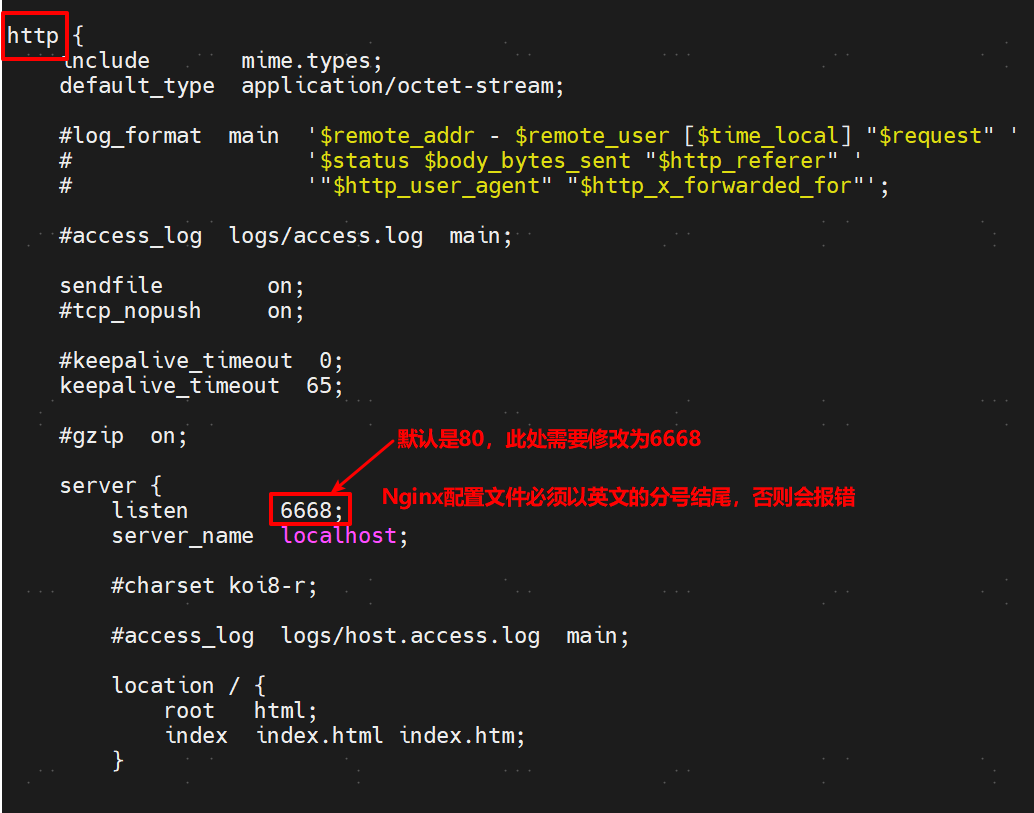 http {
    include       mime.types;
    default_type  application/octet-stream;
    #log_format  main  '$remote_addr - $remote_user [$time_local] "$request" '
    #                  '$status $body_bytes_sent "$http_referer" '
    #                  '"$http_user_agent" "$http_x_forwarded_for"';
    #access_log  logs/access.log  main;
    sendfile        on;
    #tcp_nopush     on;
    #keepalive_timeout  0;
    keepalive_timeout  65;
    #gzip  on;
默认是80，此处需要修改为6668
    server {
        listen       6668;
Nginx配置文件必须以英文的分号结尾，否则会报错
        server_name  localhost;
        #charset koi8-r;
        #access_log  logs/host.access.log  main;
        location / {
            root   html;
            index  index.html index.htm;
        }